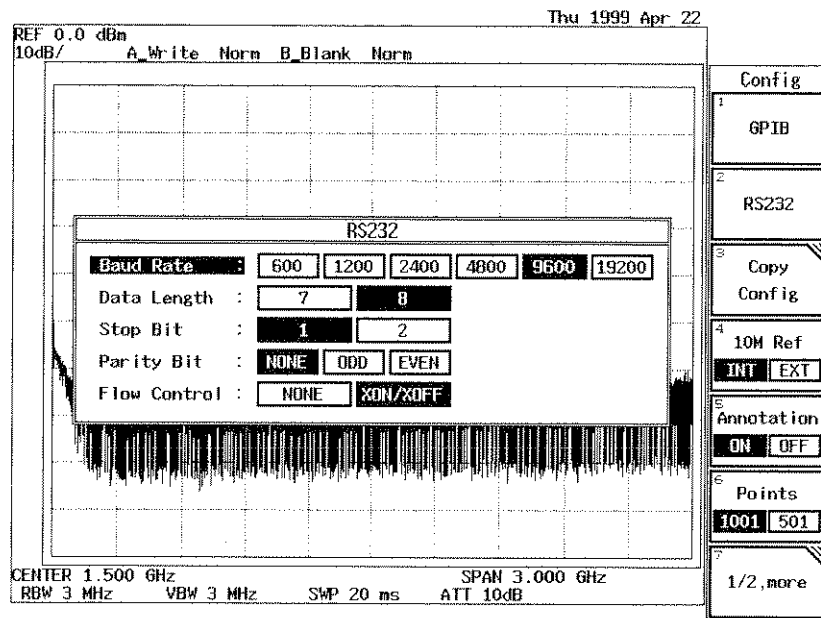 Thu 1999 Apr 22
REF 0.0 dBm
10dB/ A_Write Norm B_Blank Norm
RS232
Baud Rate : 600 1200 2400 4800 9600 19200
Data Length : 7 8
Stop Bit : 1 2
Parity Bit : NONE ODD EVEN
Flow Control : NONE XON/XOFF
CENTER 1.500 GHz SPAN 3.000 GHz
RBW 3 MHz VBW 3 MHz SWP 20 ms ATT 10dB
Config
1
GPIB
2
RS232
3
Copy
Config
4
10M Ref
INT EXT
5
Annotation
ON OFF
6
Points
1001 501
7
1/2,more